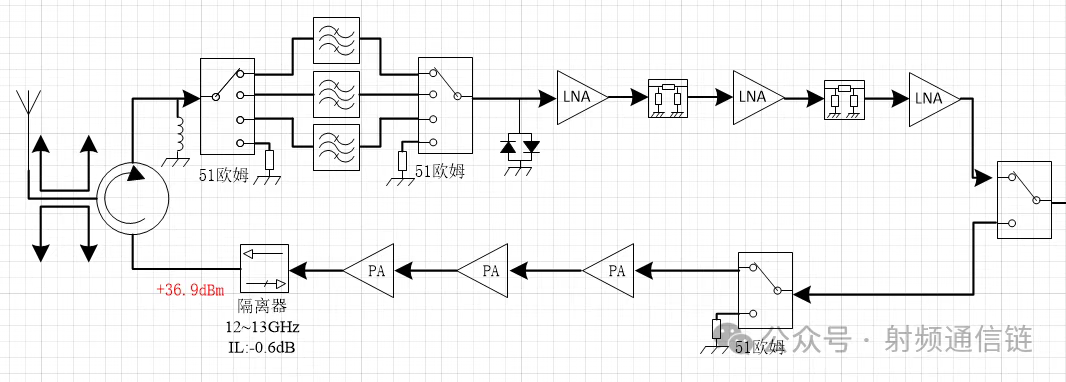 LNA
LNA
LNA
51欧姆
51欧姆
PA
PA
PA
+36.9dBm
隔离器
12~13GHz
IL:-0.6dB
51欧姆
公众号·射频通信链